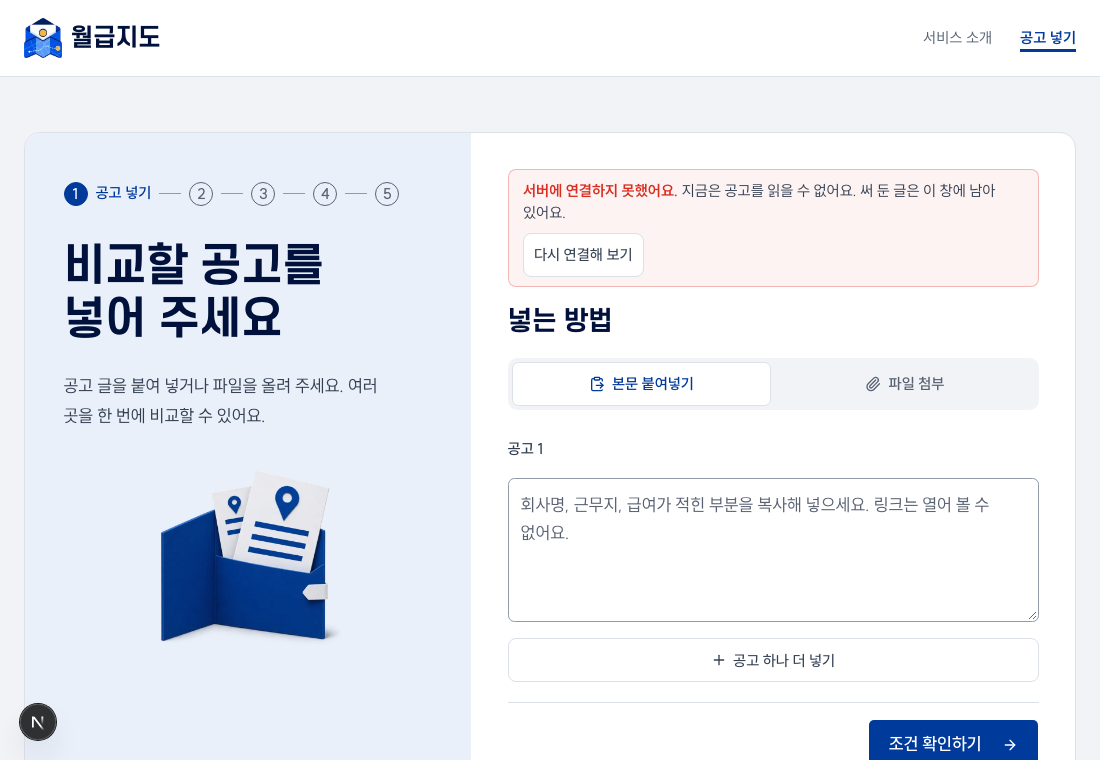 월급지도
서비스 소개
공고 넣기
1 공고 넣기 2 3 4 5
비교할 공고를
넣어 주세요
공고 글을 붙여 넣거나 파일을 올려 주세요. 여러
곳을 한 번에 비교할 수 있어요.
N
서버에 연결하지 못했어요. 지금은 공고를 읽을 수 없어요. 써 둔 글은 이 창에 남아
있어요.
다시 연결해 보기
넣는 방법
본문 붙여넣기
파일 첨부
공고 1
회사명, 근무지, 급여가 적힌 부분을 복사해 넣으세요. 링크는 열어 볼 수
없어요.
+ 공고 하나 더 넣기
조건 확인하기 →